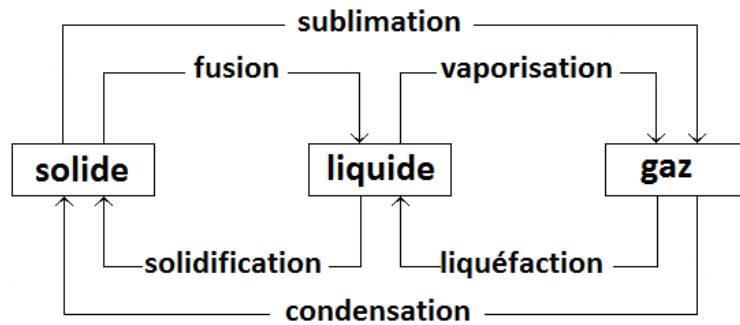 sublimation
fusion
vaporisation
solide
liquide
gaz
solidification
liquéfaction
condensation